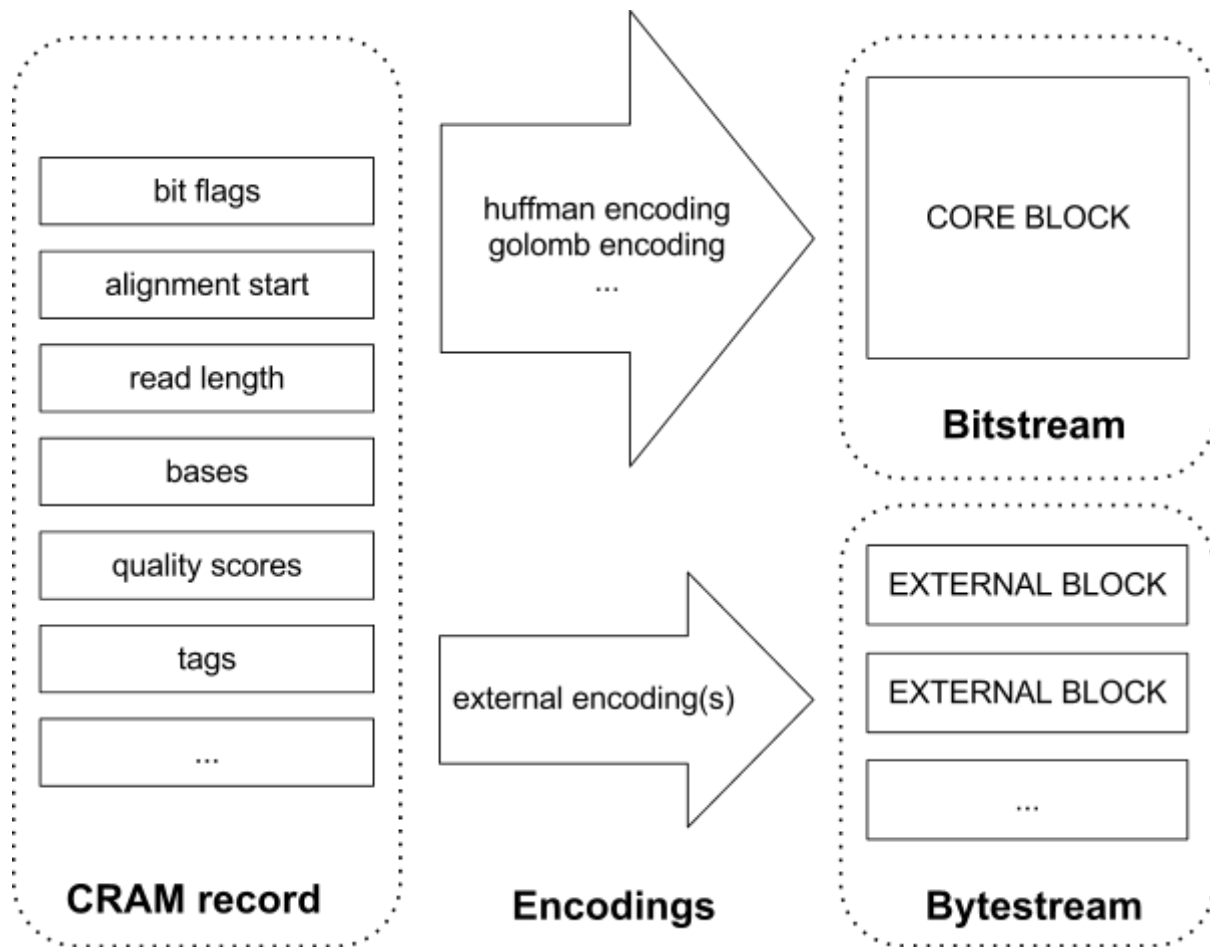 bit flags
alignment start
read length
bases
quality scores
tags
...
CRAM record
huffman encoding
golomb encoding
...
external encoding(s)
Encodings
CORE BLOCK
Bitstream
EXTERNAL BLOCK
EXTERNAL BLOCK
...
Bytestream